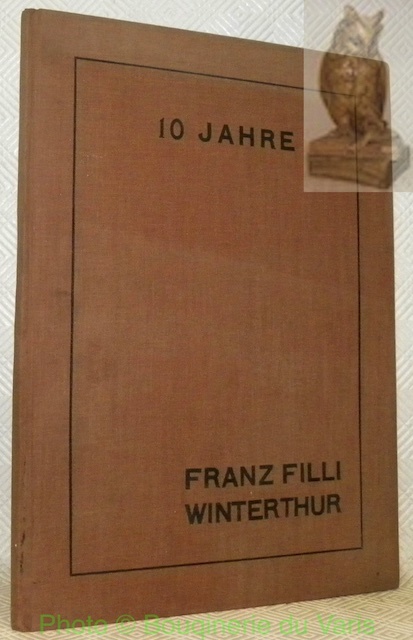 10 JAHRE
FRANZ FILLI
WINTERTHUR
Photo © Bouquinerie du Varis